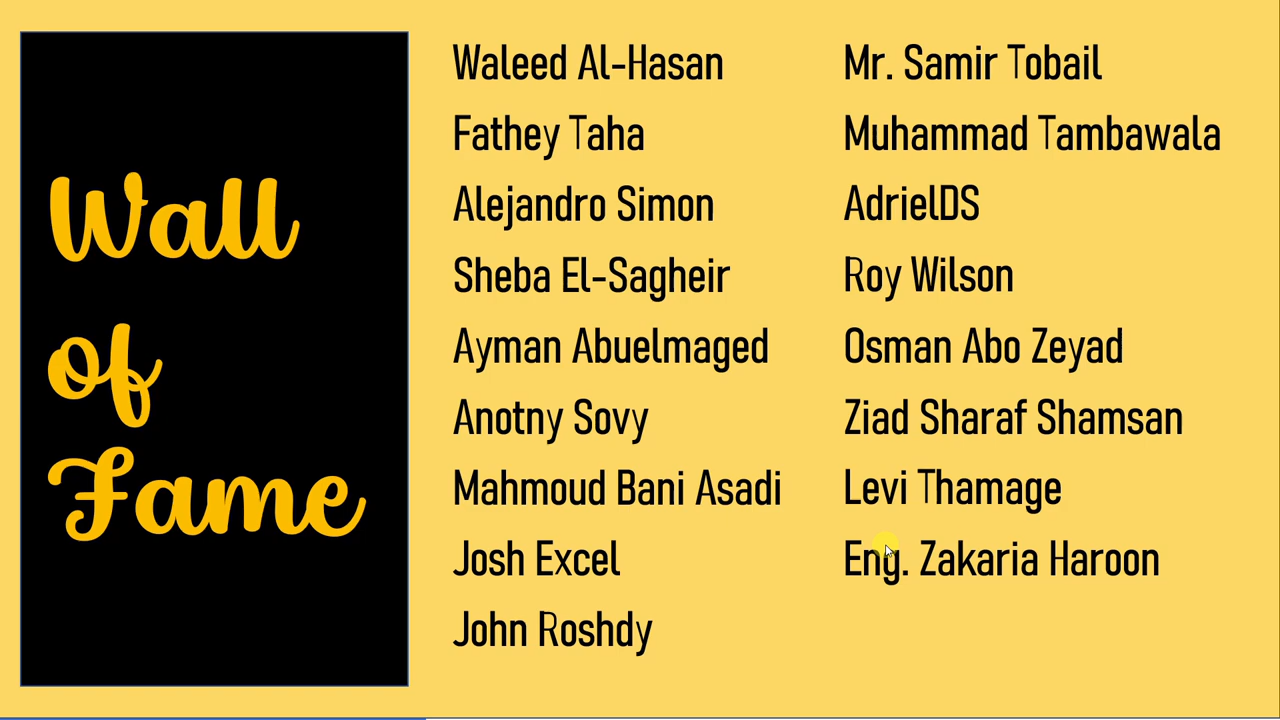 Wall
of
Fame
Waleed Al-Hasan
Fathey Taha
Alejandro Simon
Sheba El-Sagheir
Ayman Abuelmaged
Anotny Sovy
Mahmoud Bani Asadi
Josh Excel
John Roshdy
Mr. Samir Tobail
Muhammad Tambawala
AdrielDS
Roy Wilson
Osman Abo Zeyad
Ziad Sharaf Shamsan
Levi Thamage
Eng. Zakaria Haroon